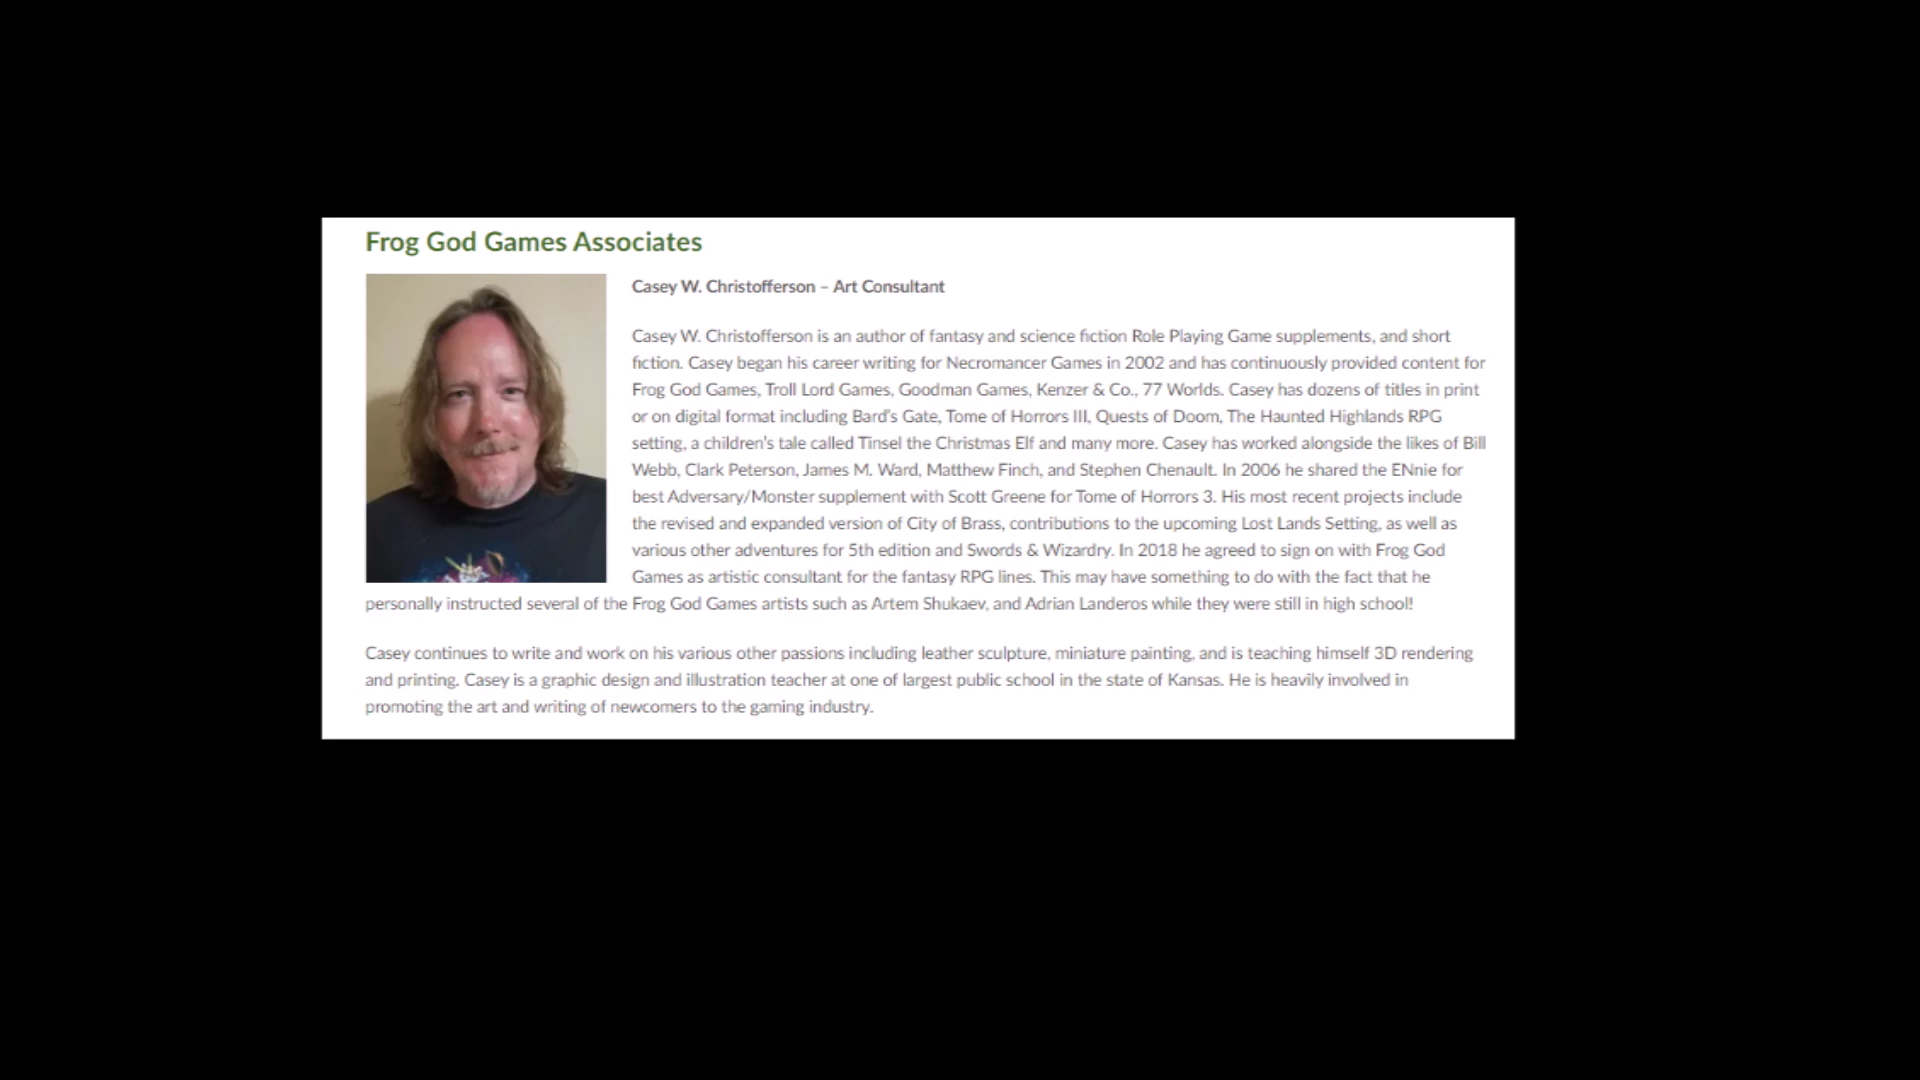 Frog God Games Associates
Casey W. Christofferson – Art Consultant
Casey W. Christofferson is an author of fantasy and science fiction Role Playing Game supplements, and short
fiction. Casey began his career writing for Necromancer Games in 2002 and has continuously provided content for
Frog God Games, Troll Lord Games, Goodman Games, Kenzer & Co., 77 Worlds. Casey has dozens of titles in print
or on digital format including Bard's Gate, Tome of Horrors III, Quests of Doom, The Haunted Highlands RPG
setting, a children's tale called Tinsel the Christmas Elf and many more. Casey has worked alongside the likes of Bill
Webb, Clark Peterson, James M. Ward, Matthew Finch, and Stephen Chenault. In 2006 he shared the ENnie for
best Adversary/Monster supplement with Scott Greene for Tome of Horrors 3. His most recent projects include
the revised and expanded version of City of Brass, contributions to the upcoming Lost Lands Setting, as well as
various other adventures for 5th edition and Swords & Wizardry. In 2018 he agreed to sign on with Frog God
Games as artistic consultant for the fantasy RPG lines. This may have something to do with the fact that he
personally instructed several of the Frog God Games artists such as Artem Shukaev, and Adrian Landeros while they were still in high school!
Casey continues to write and work on his various other passions including leather sculpture, miniature painting, and is teaching himself 3D rendering
and printing. Casey is a graphic design and illustration teacher at one of largest public school in the state of Kansas. He is heavily involved in
promoting the art and writing of newcomers to the gaming industry.